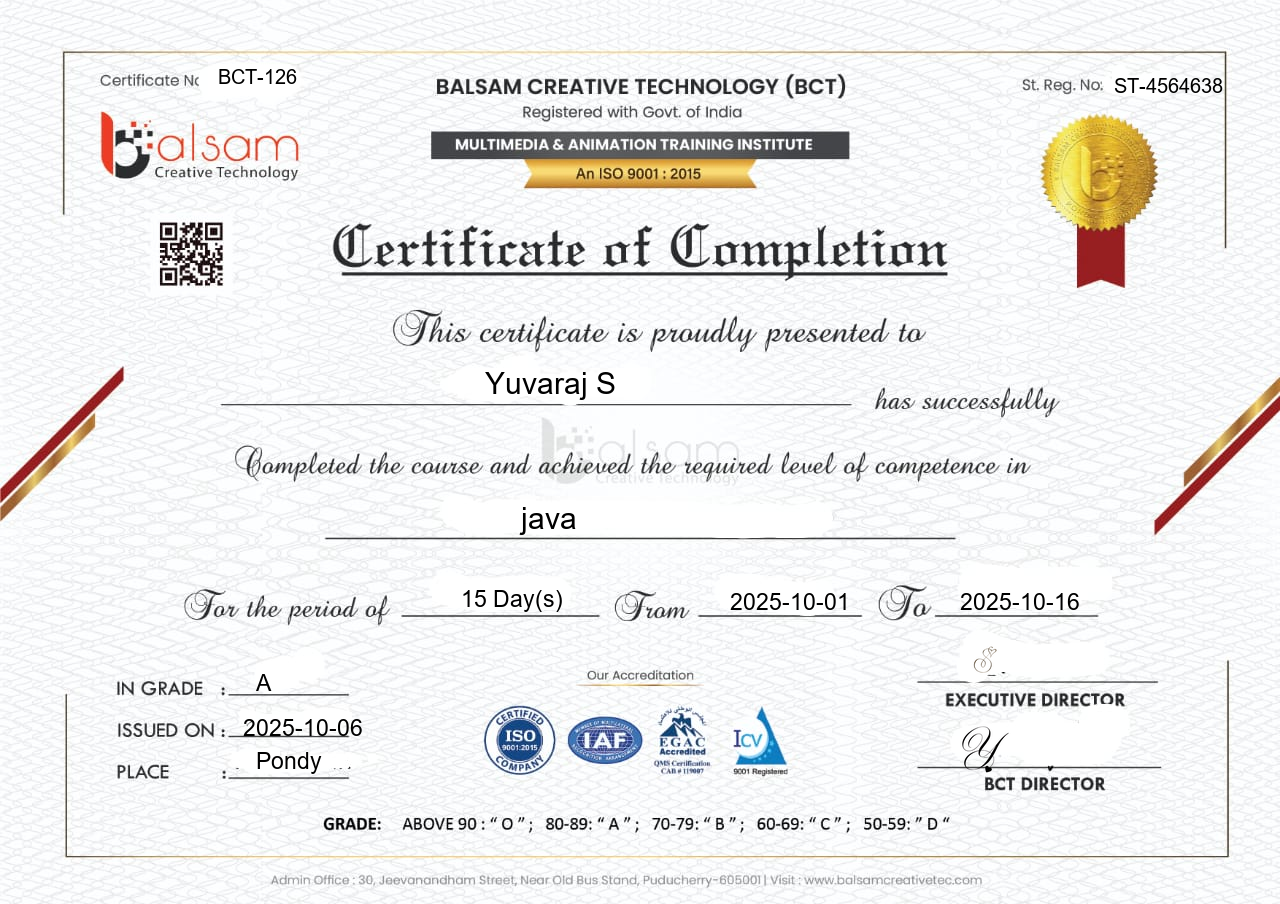 Certificate No BCT-126
BALSAM CREATIVE TECHNOLOGY (BCT)
St. Reg. No: ST-4564638
Registered with Govt. of India
MULTIMEDIA & ANIMATION TRAINING INSTITUTE
An ISO 9001 : 2015
balsam
Creative Technology
Certificate of Completion
This certificate is proudly presented to
Yuvaraj S has successfully
balsam
Creative Technology
Completed the course and achieved the required level of competence in
java
For the period of 15 Day(s) From 2025-10-01 To 2025-10-16
IN GRADE : A
ISSUED ON : 2025-10-06
PLACE : Pondy
Our Accreditation
CERTIFIED
ISO
9001:2015
COMPANY
IAF
EGAC
Accredited
QMS Certification
CAB # 119007
ICV
9001 Registered
S
EXECUTIVE DIRECTOR
Y
BCT DIRECTOR
GRADE: ABOVE 90 : “ O ” ; 80-89: “ A ” ; 70-79: “ B ” ; 60-69: “ C ” ; 50-59: ” D “
Admin Office : 30, Jeevanandham Street, Near Old Bus Stand, Puducherry-605001 | Visit : www.balsamcreativetec.com